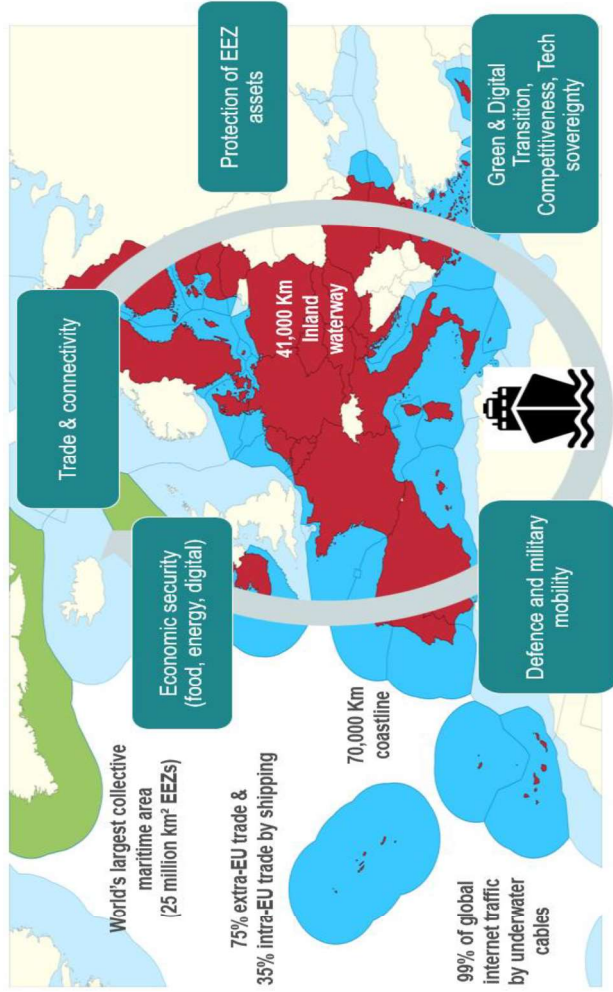 Trade & connectivity
Protection of EEZ
assets
Economic security
(food, energy, digital)
World's largest collective
maritime area
(25 million km² EEZs)
75% extra-EU trade &
35% intra-EU trade by shipping
41,000 Km
Inland
waterway
70,000 Km
coastline
Green & Digital
Transition,
Competitiveness, Tech
sovereignty
Defence and military
mobility
99% of global
internet traffic
by underwater
cables